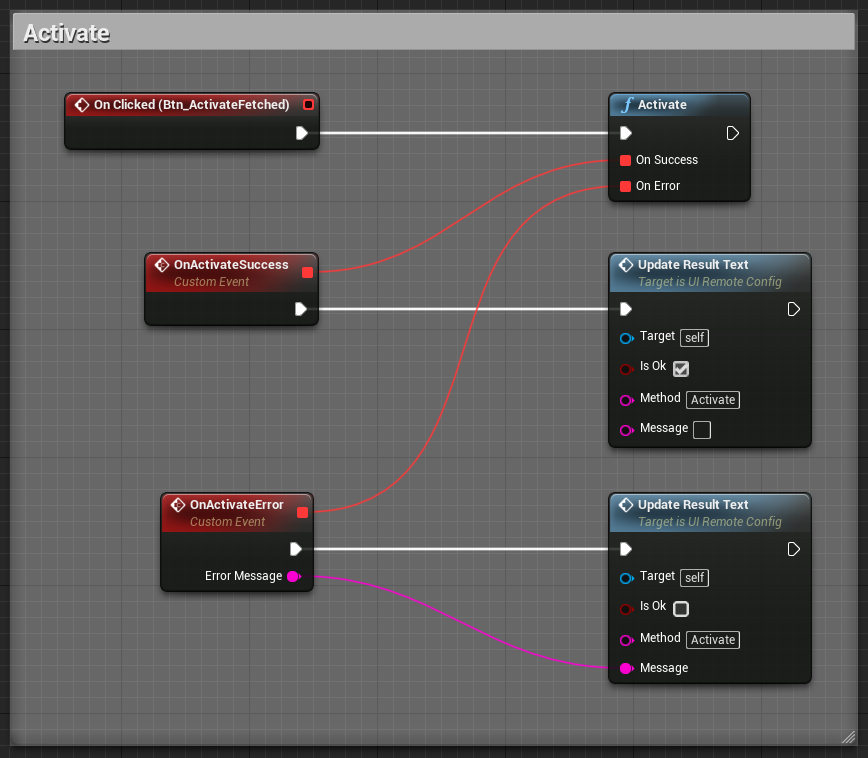 Activate
On Clicked (Btn_ActivateFetched)
f Activate
On Success
On Error
OnActivateSuccess
Custom Event
Update Result Text
Target is UI Remote Config
Target self
Is Ok
Method Activate
Message
OnActivateError
Custom Event
Error Message
Update Result Text
Target is UI Remote Config
Target self
Is Ok
Method Activate
Message